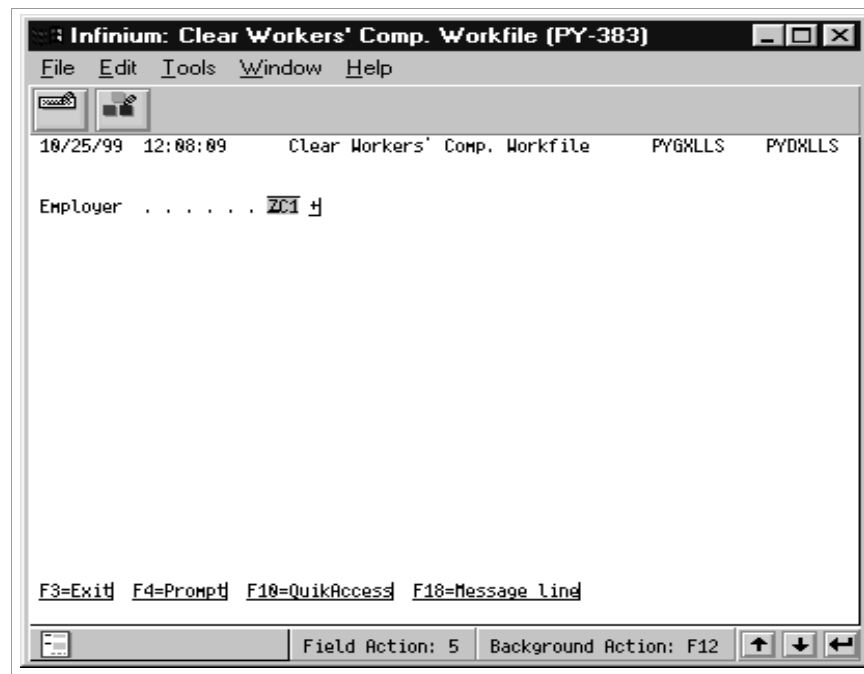 Infinium: Clear Workers' Comp. Workfile (PY-383)
File Edit Tools Window Help
10/25/99 12:08:09 Clear Workers' Comp. Workfile PYGXLLS PYDXLLS
Employer . . . . . . ZC1 +
F3=Exit F4=Prompt F10=QuikAccess F18=Message line
Field Action: 5 Background Action: F12